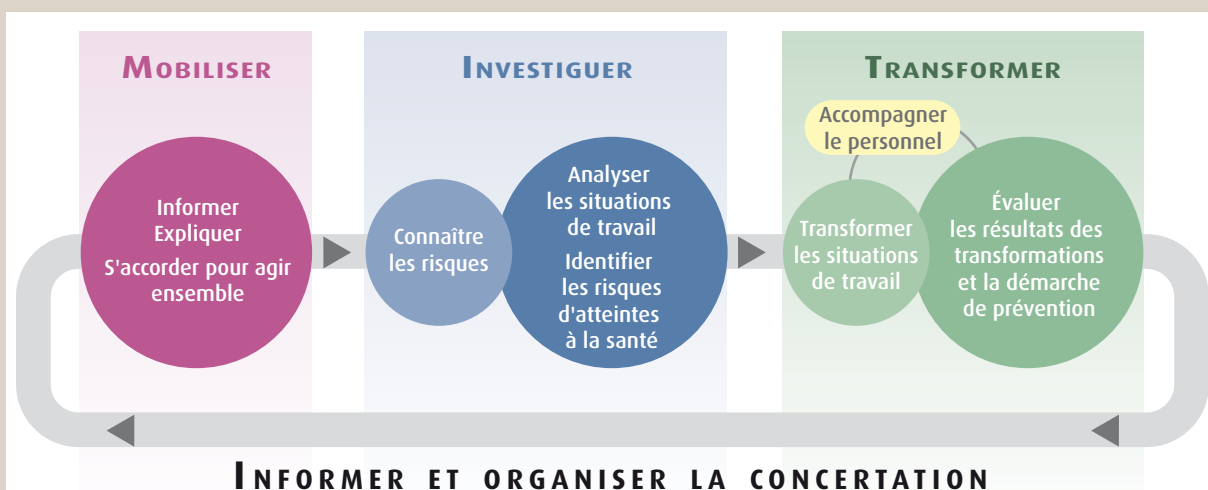 MOBILISER
Informer
Expliquer
S'accorder pour agir
ensemble
INVESTIGUER
Connaître
les risques
Analyser
les situations
de travail
Identifier
les risques
d'atteintes
à la santé
TRANSFORMER
Accompagner
le personnel
Transformer
les situations
de travail
Évaluer
les résultats des
transformations
et la démarche
de prévention
INFORMER ET ORGANISER LA CONCERTATION